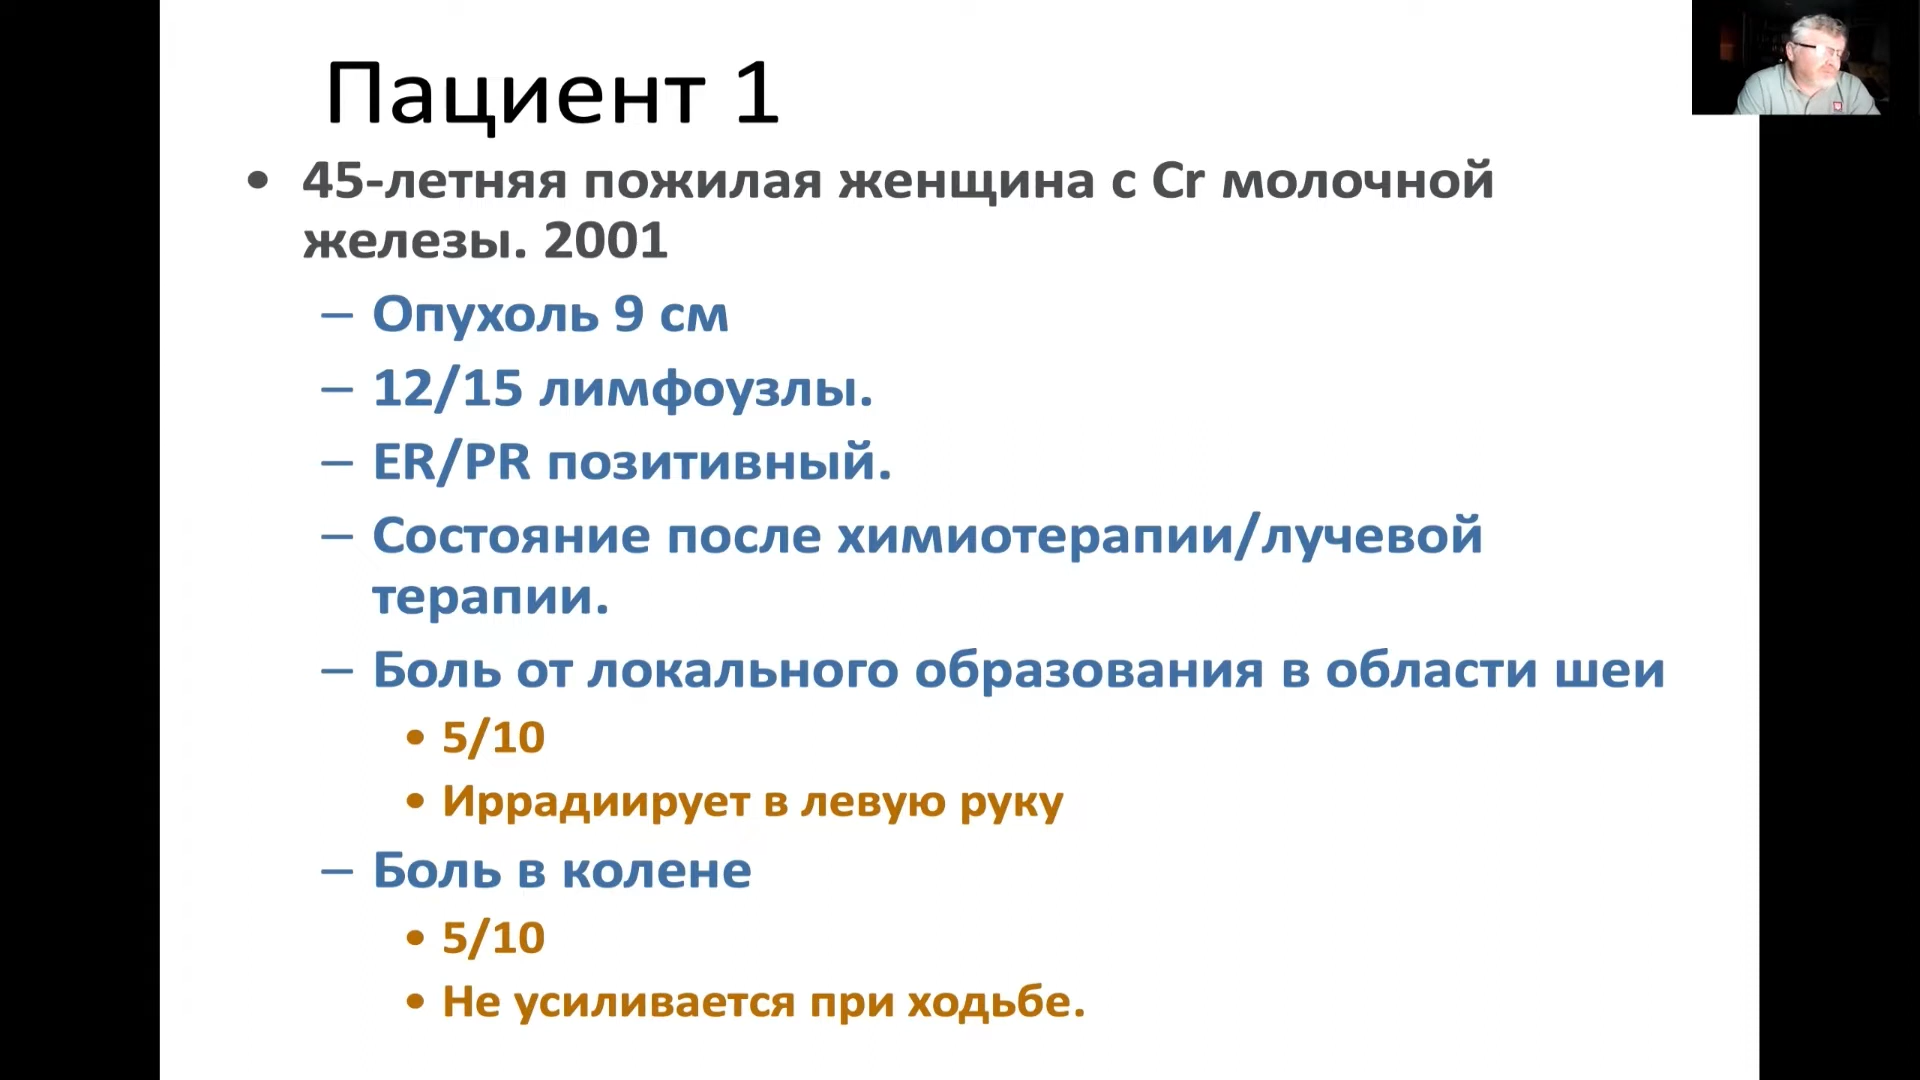 Пациент 1
• 45-летняя пожилая женщина с Cr молочной
железы. 2001
– Опухоль 9 см
– 12/15 лимфоузлы.
– ER/PR позитивный.
– Состояние после химиотерапии/лучевой
терапии.
– Боль от локального образования в области шеи
• 5/10
• Иррадиирует в левую руку
– Боль в колене
• 5/10
• Не усиливается при ходьбе.